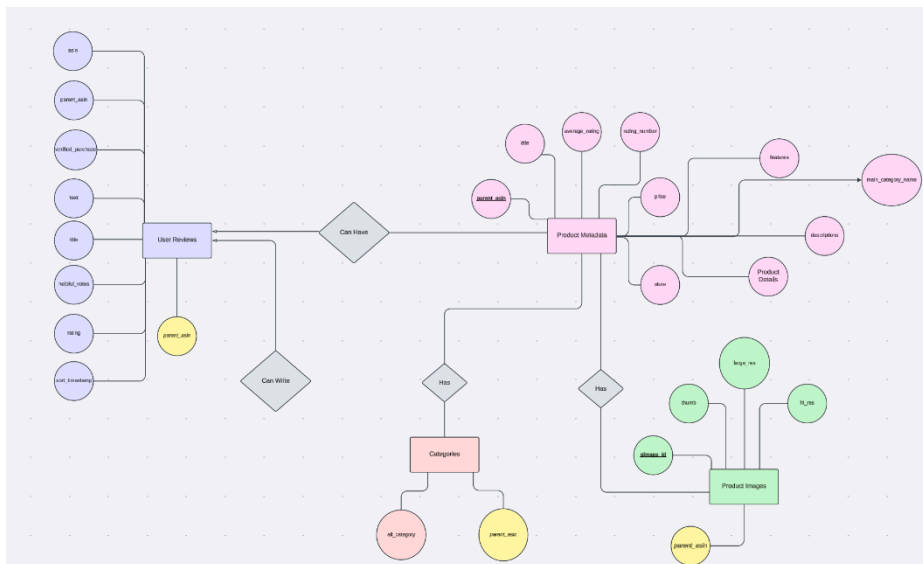 asin
parent_asin
verified_purchase
text
title
helpful_votes
rating
sort_timestamp
User Reviews
parent_asin
Can Have
Can Write
title
average_rating
rating_number
parent_asin
Product Metadata
price
store
features
main_category_name
descriptions
Product
Details
Has
Has
Categories
all_category
parent_asin
thumb
large_res
hi_res
Product Images
parent_asin